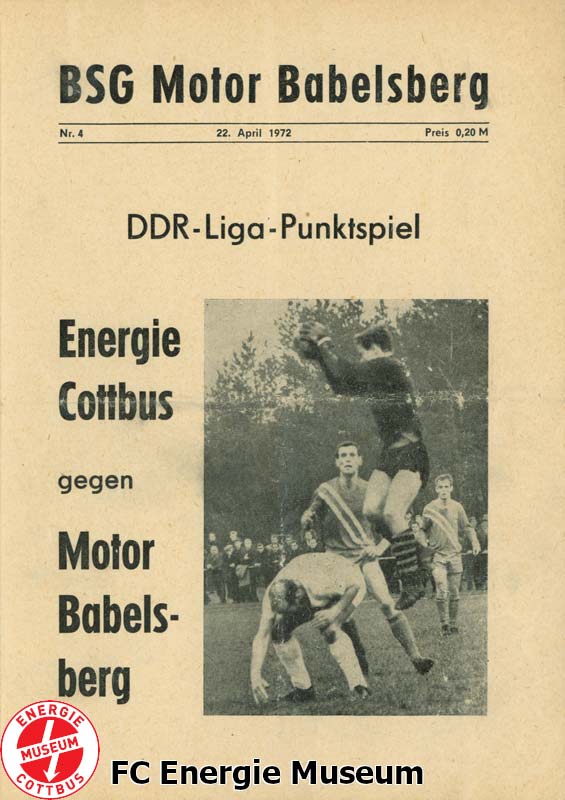 BSG Motor Babelsberg
Nr. 4 22. April 1972 Preis 0,20 M
DDR-Liga-Punktspiel
Energie
Cottbus
gegen
Motor
Babels-
berg
ENERGIE
MUSEUM
COTTBUS
FC Energie Museum